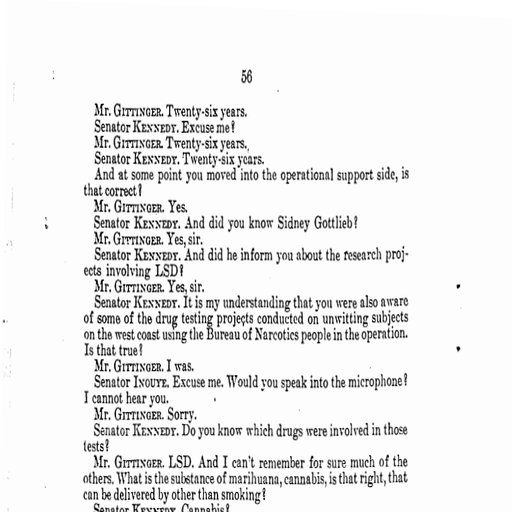 56
Mr. GITTINGER. Twenty-six years.
Senator KENNEDY. Excuse me?
Mr. GITTINGER. Twenty-six years.
Senator KENNEDY. Twenty-six years.
And at some point you moved into the operational support side, is
that correct?
Mr. GITTINGER. Yes.
Senator KENNEDY. And did you know Sidney Gottlieb?
Mr. GITTINGER. Yes, sir.
Senator KENNEDY. And did he inform you about the research proj-
ects involving LSD?
Mr. GITTINGER. Yes, sir.
Senator KENNEDY. It is my understanding that you were also aware
of some of the drug testing projects conducted on unwitting subjects
on the west coast using the Bureau of Narcotics people in the operation.
Is that true?
Mr. GITTINGER. I was.
Senator INOUYE. Excuse me. Would you speak into the microphone?
I cannot hear you.
Mr. GITTINGER. Sorry.
Senator KENNEDY. Do you know which drugs were involved in those
tests?
Mr. GITTINGER. LSD. And I can't remember for sure much of the
others. What is the substance of marihuana, cannabis, is that right, that
can be delivered by other than smoking?
Senator KENNEDY. Cannabis?